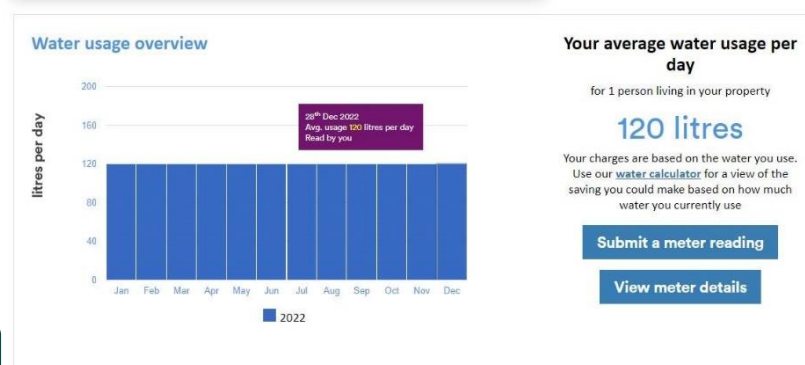 Water usage overview
litres per day
200
160
120
80
40
0
28th Dec 2022
Avg. usage 120 litres per day
Read by you
Jan Feb Mar Apr May Jun Jul Aug Sep Oct Nov Dec
2022
Your average water usage per
day
for 1 person living in your property
120 litres
Your charges are based on the water you use.
Use our water calculator for a view of the
saving you could make based on how much
water you currently use
Submit a meter reading
View meter details